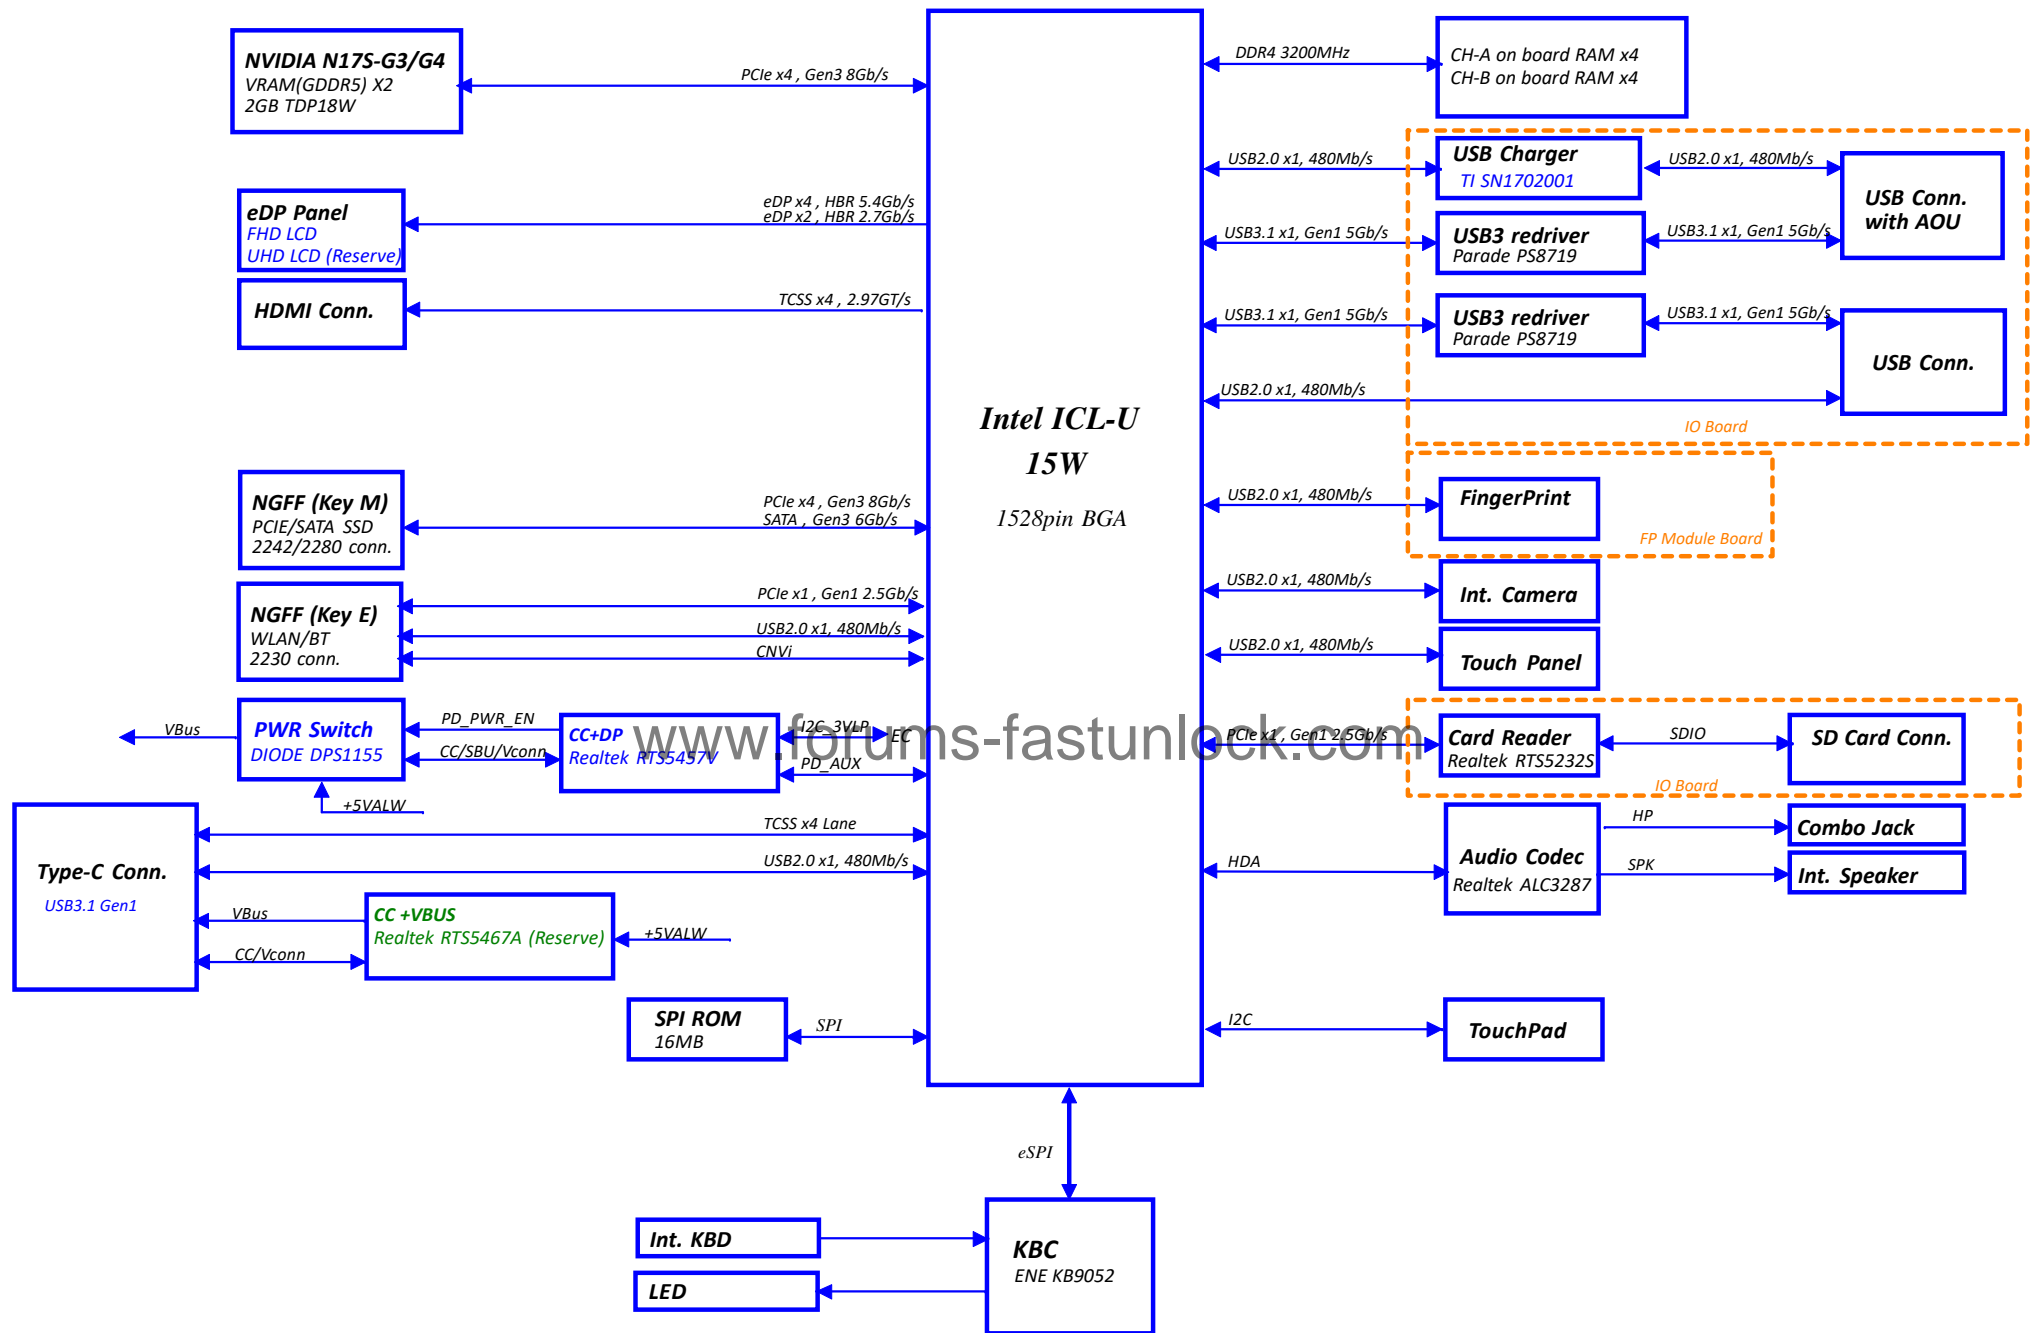 NVIDIA N17S-G3/G4
VRAM(GDDR5) X2
2GB TDP18W
PCIe x4 , Gen3 8Gb/s
eDP Panel
FHD LCD
UHD LCD (Reserve)
eDP x4 , HBR 5.4Gb/s
eDP x2 , HBR 2.7Gb/s
HDMI Conn.
TCSS x4 , 2.97GT/s
NGFF (Key M)
PCIE/SATA SSD
2242/2280 conn.
PCIe x4 , Gen3 8Gb/s
SATA , Gen3 6Gb/s
NGFF (Key E)
WLAN/BT
2230 conn.
PCIe x1 , Gen1 2.5Gb/s
USB2.0 x1, 480Mb/s
CNVi
VBus
PWR Switch
DIODE DPS1155
PD_PWR_EN
CC/SBU/Vconn
+5VALW
CC+DP
Realtek RTS5457V
I2C_3VLP
EC
PD_AUX
Type-C Conn.
USB3.1 Gen1
TCSS x4 Lane
USB2.0 x1, 480Mb/s
VBus
CC/Vconn
CC +VBUS
Realtek RTS5467A (Reserve)
+5VALW
SPI ROM
16MB
SPI
Intel ICL-U
15W
1528pin BGA
www.forums-fastunlock.com
eSPI
Int. KBD
LED
KBC
ENE KB9052
DDR4 3200MHz
CH-A on board RAM x4
CH-B on board RAM x4
USB2.0 x1, 480Mb/s
USB Charger
TI SN1702001
USB2.0 x1, 480Mb/s
USB Conn.
with AOU
USB3.1 x1, Gen1 5Gb/s
USB3 redriver
Parade PS8719
USB3.1 x1, Gen1 5Gb/s
USB3.1 x1, Gen1 5Gb/s
USB3 redriver
Parade PS8719
USB3.1 x1, Gen1 5Gb/s
USB Conn.
USB2.0 x1, 480Mb/s
IO Board
USB2.0 x1, 480Mb/s
FingerPrint
FP Module Board
USB2.0 x1, 480Mb/s
Int. Camera
USB2.0 x1, 480Mb/s
Touch Panel
PCIe x1 , Gen1 2.5Gb/s
Card Reader
Realtek RTS5232S
SDIO
SD Card Conn.
IO Board
HDA
Audio Codec
Realtek ALC3287
HP
Combo Jack
SPK
Int. Speaker
I2C
TouchPad